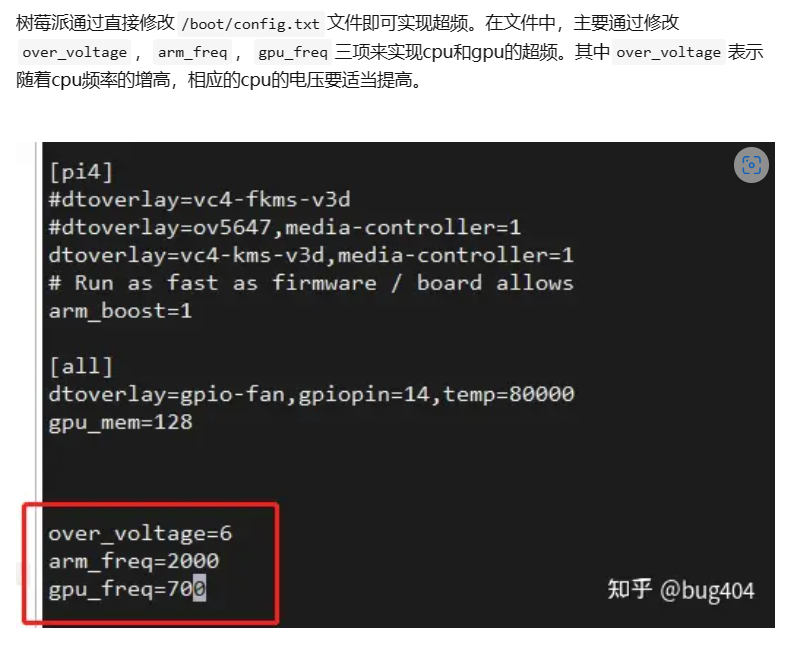 树莓派通过直接修改 /boot/config.txt 文件即可实现超频。在文件中，主要通过修改
over_voltage ， arm_freq ， gpu_freq 三项来实现cpu和gpu的超频。其中 over_voltage 表示
随着cpu频率的增高，相应的cpu的电压要适当提高。
[pi4]
#dtoverlay=vc4-fkms-v3d
#dtoverlay=ov5647,media-controller=1
dtoverlay=vc4-kms-v3d,media-controller=1
# Run as fast as firmware / board allows
arm_boost=1
[all]
dtoverlay=gpio-fan,gpiopin=14,temp=80000
gpu_mem=128
over_voltage=6
arm_freq=2000
gpu_freq=700
知乎 @bug404